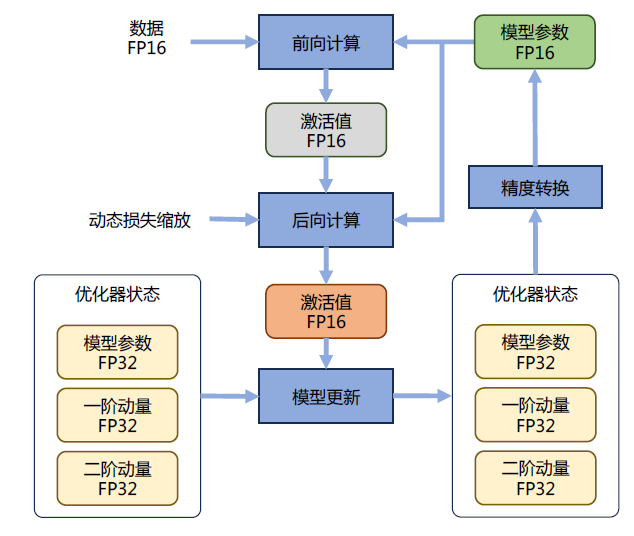 数据
FP16
前向计算
模型参数
FP16
激活值
FP16
精度转换
动态损失缩放
后向计算
优化器状态
模型参数
FP32
一阶动量
FP32
二阶动量
FP32
激活值
FP16
模型更新
优化器状态
模型参数
FP32
一阶动量
FP32
二阶动量
FP32